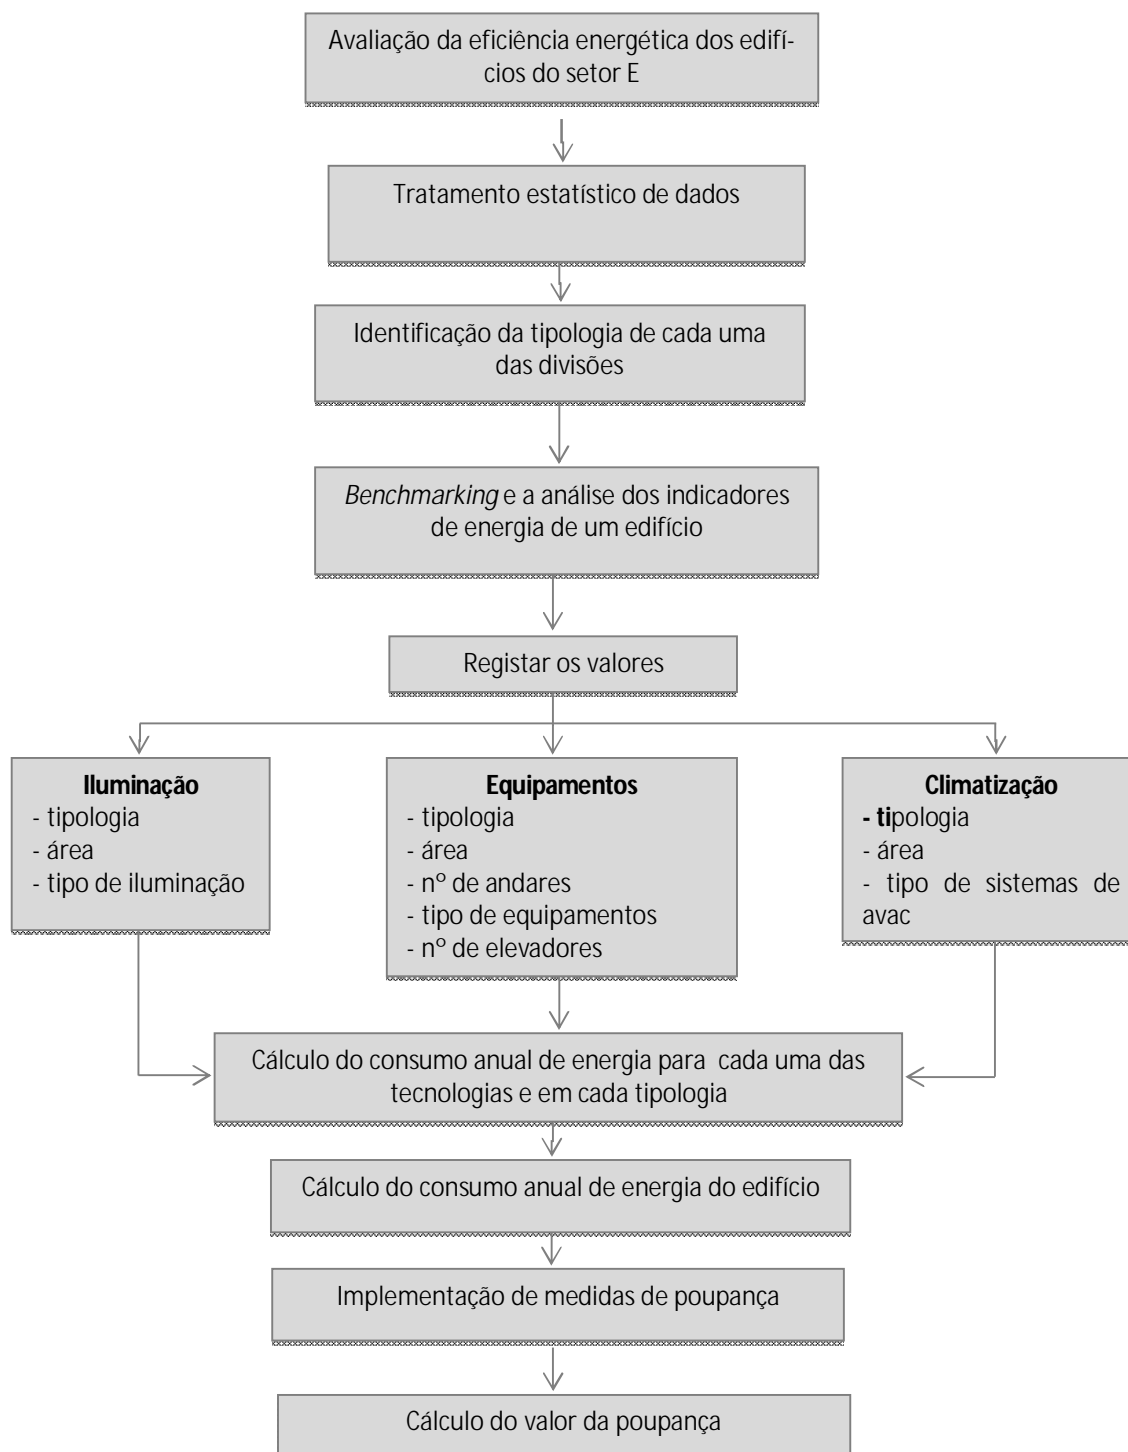 Avaliação da eficiência energética dos edifí-
cios do setor E
Tratamento estatístico de dados
Identificação da tipologia de cada uma
das divisões
Benchmarking e a análise dos indicadores
de energia de um edifício
Registar os valores
Iluminação
- tipologia
- área
- tipo de iluminação
Equipamentos
- tipologia
- área
- nº de andares
- tipo de equipamentos
- nº de elevadores
Climatização
- tipologia
- área
- tipo de sistemas de
avac
Cálculo do consumo anual de energia para cada uma das
tecnologias e em cada tipologia
Cálculo do consumo anual de energia do edifício
Implementação de medidas de poupança
Cálculo do valor da poupança